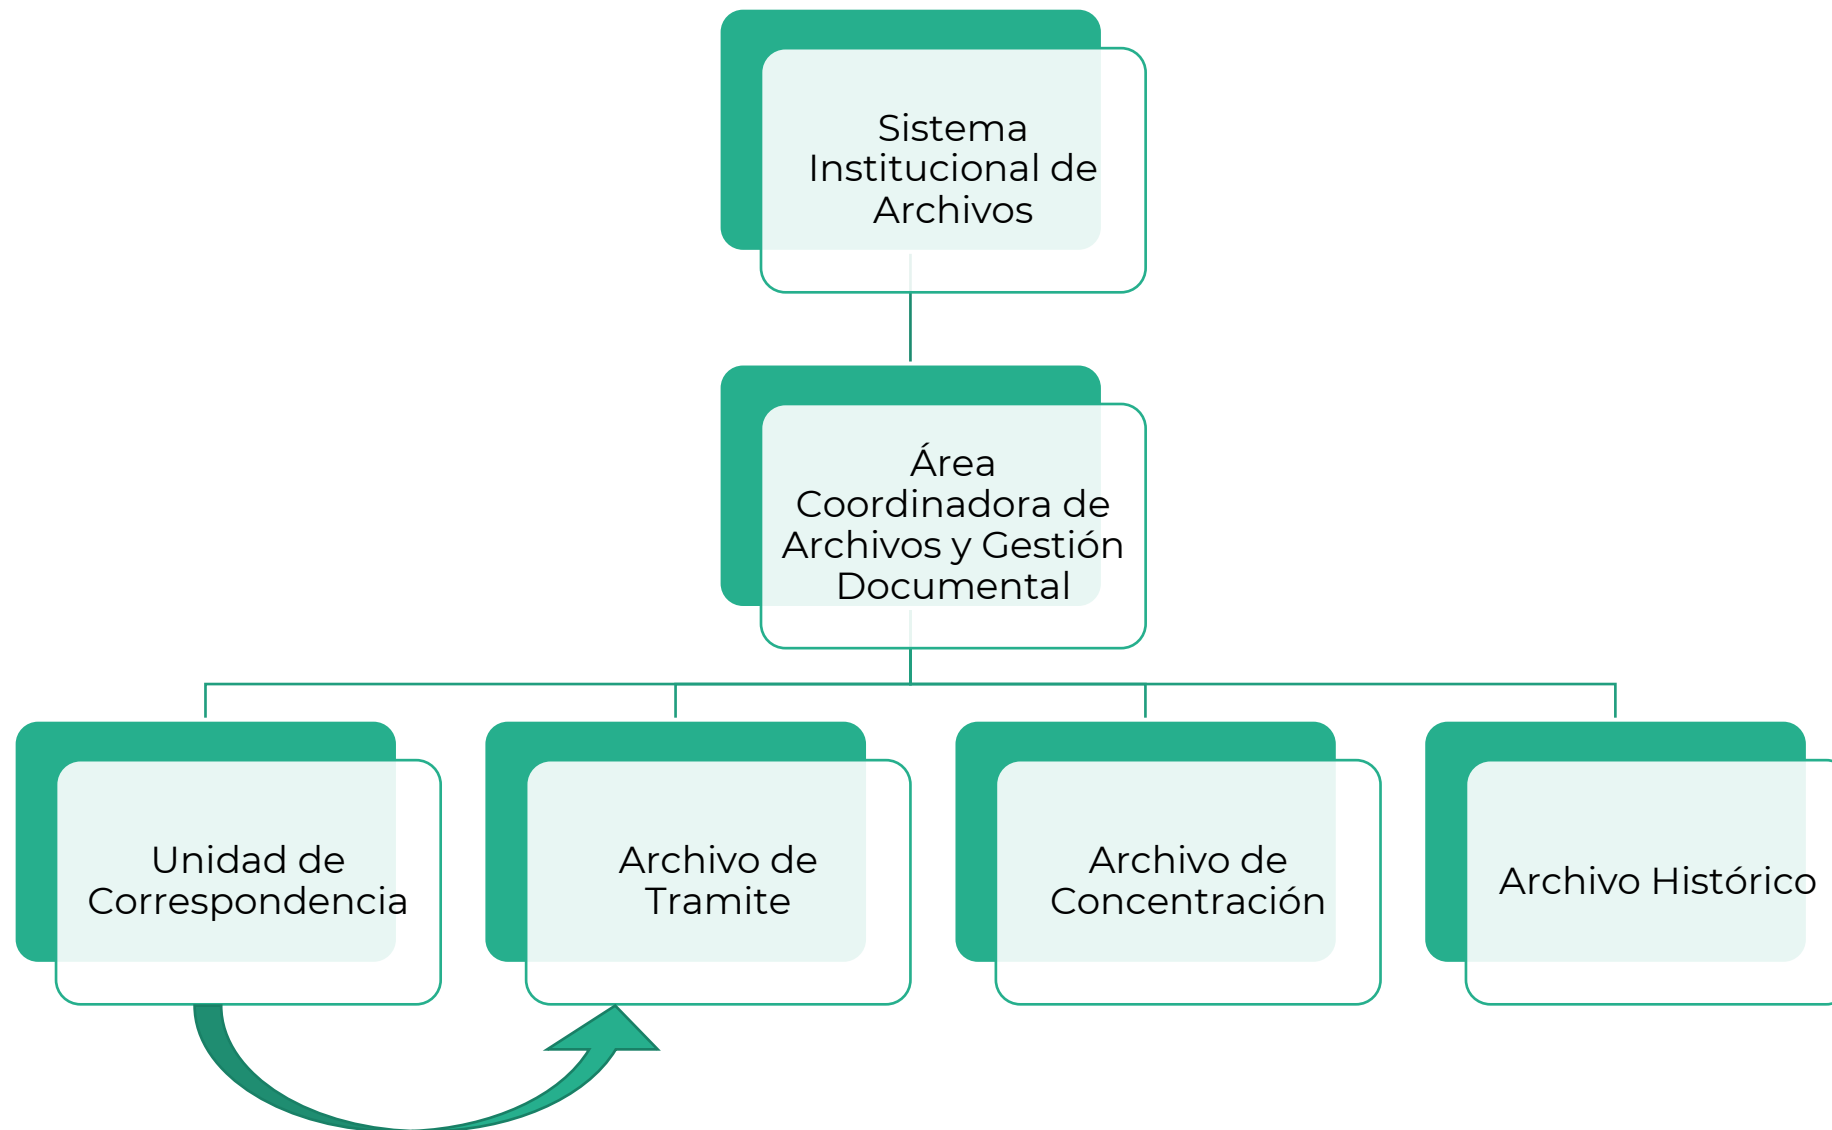 Sistema
Institucional de
Archivos
Área
Coordinadora de
Archivos y Gestión
Documental
Unidad de
Correspondencia
Archivo de
Tramite
Archivo de
Concentración
Archivo Histórico